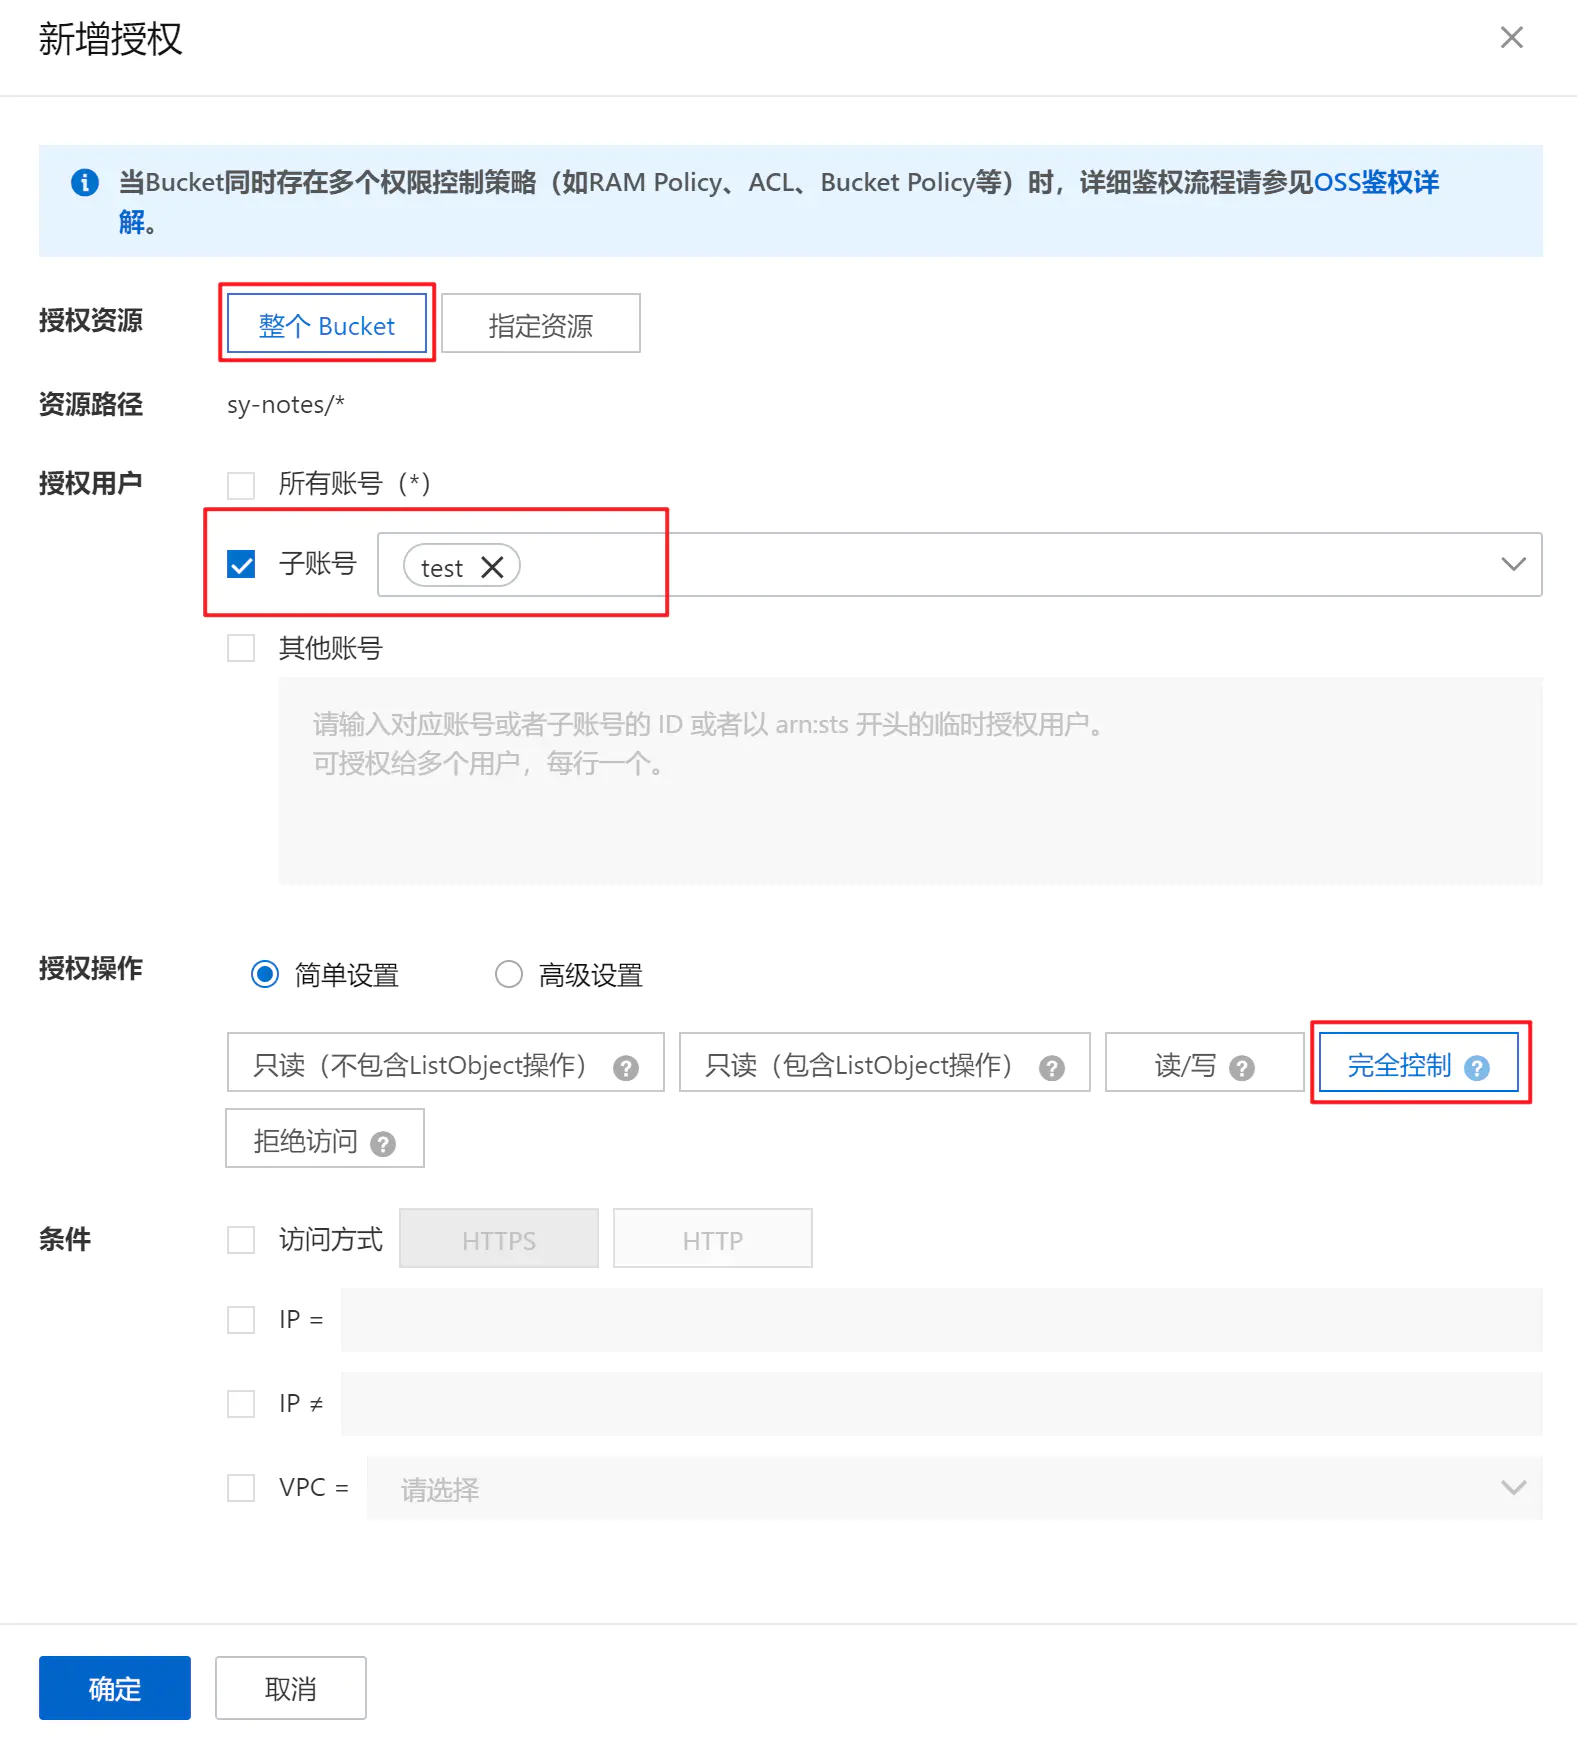 新增授权
当Bucket同时存在多个权限控制策略（如RAM Policy、ACL、Bucket Policy等）时，详细鉴权流程请参见OSS鉴权详
解。
授权资源 整个 Bucket 指定资源
资源路径 sy-notes/*
授权用户 所有账号（*）
子账号 test
其他账号
请输入对应账号或者子账号的 ID 或者以 arn:sts 开头的临时授权用户。
可授权给多个用户，每行一个。
授权操作 简单设置 高级设置
只读（不包含ListObject操作） 只读（包含ListObject操作） 读/写 完全控制
拒绝访问
条件 访问方式 HTTPS HTTP
IP =
IP ≠
VPC = 请选择
确定 取消